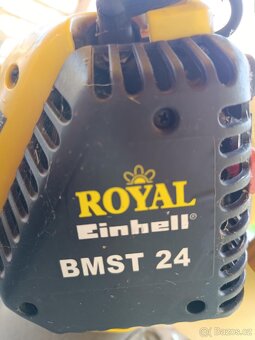 ROYAL
Einhell®
BMST 24
Bazos.cz